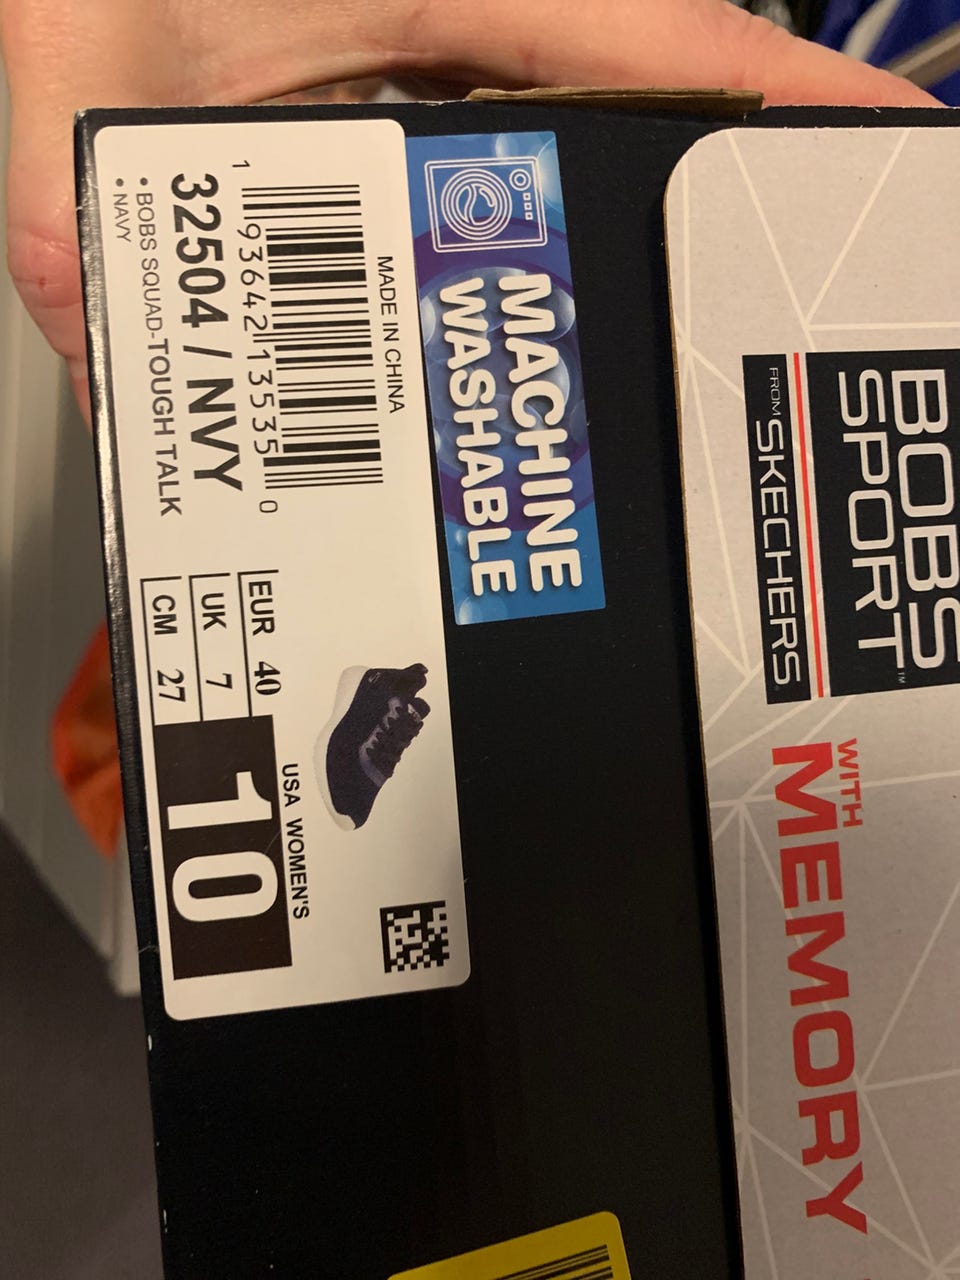 MADE IN CHINA
1 93642 13535 0
32504 / NVY
• BOBS SQUAD-TOUGH TALK
• NAVY
EUR 40
UK 7
CM 27
USA WOMEN'S
10
MACHINE
WASHABLE
BOBS
SPORT™
FROM SKECHERS
WITH
MEMORY